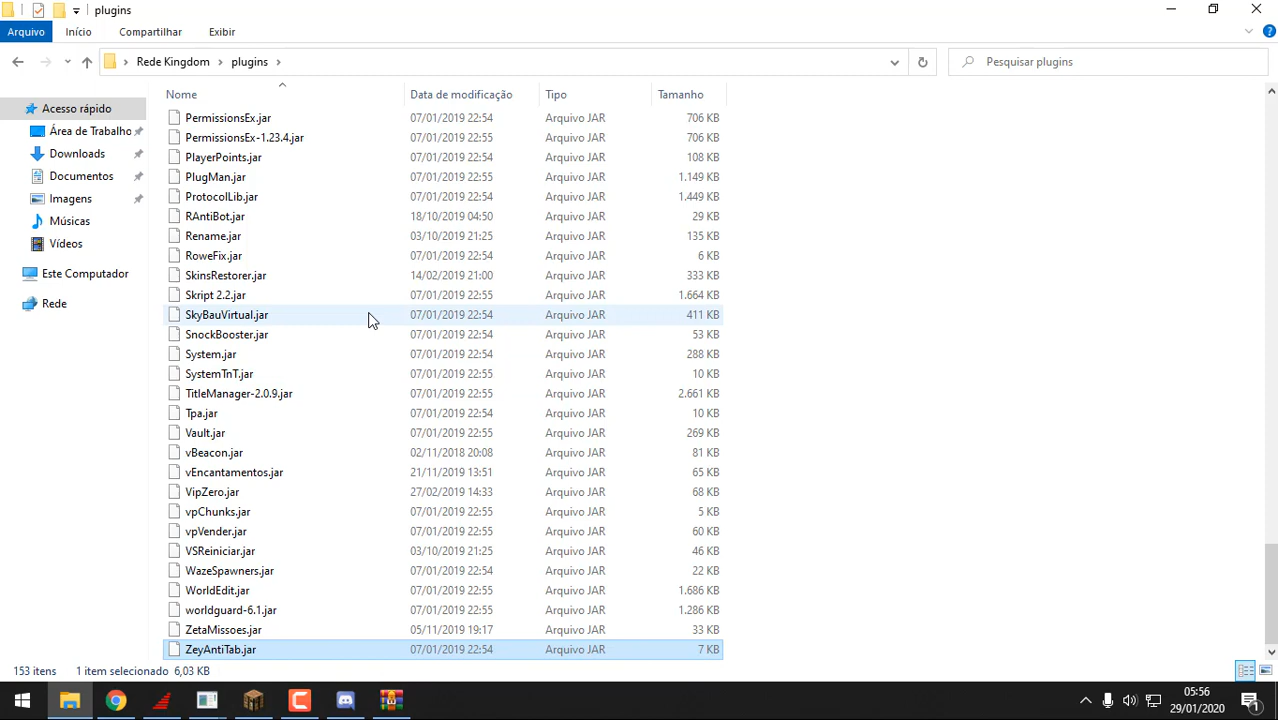 plugins
Arquivo Início Compartilhar Exibir
Rede Kingdom plugins Pesquisar plugins
Nome Data de modificação Tipo Tamanho
Acesso rápido
Área de Trabalho
Downloads
Documentos
Imagens
Músicas
Vídeos
Este Computador
Rede
PermissionsEx.jar 07/01/2019 22:54 Arquivo JAR 706 KB
PermissionsEx-1.23.4.jar 07/01/2019 22:55 Arquivo JAR 706 KB
PlayerPoints.jar 07/01/2019 22:54 Arquivo JAR 108 KB
PlugMan.jar 07/01/2019 22:55 Arquivo JAR 1.149 KB
ProtocolLib.jar 07/01/2019 22:54 Arquivo JAR 1.449 KB
RAntiBot.jar 18/10/2019 04:50 Arquivo JAR 29 KB
Rename.jar 03/10/2019 21:25 Arquivo JAR 135 KB
RoweFix.jar 07/01/2019 22:54 Arquivo JAR 6 KB
SkinsRestorer.jar 14/02/2019 21:00 Arquivo JAR 333 KB
Skript 2.2.jar 07/01/2019 22:55 Arquivo JAR 1.664 KB
SkyBauVirtual.jar 07/01/2019 22:54 Arquivo JAR 411 KB
SnockBooster.jar 07/01/2019 22:54 Arquivo JAR 53 KB
System.jar 07/01/2019 22:54 Arquivo JAR 288 KB
SystemTnT.jar 07/01/2019 22:55 Arquivo JAR 10 KB
TitleManager-2.0.9.jar 07/01/2019 22:55 Arquivo JAR 2.661 KB
Tpa.jar 07/01/2019 22:54 Arquivo JAR 10 KB
Vault.jar 07/01/2019 22:55 Arquivo JAR 269 KB
vBeacon.jar 02/11/2018 20:08 Arquivo JAR 81 KB
vEncantamentos.jar 21/11/2019 13:51 Arquivo JAR 65 KB
VipZero.jar 27/02/2019 14:33 Arquivo JAR 68 KB
vpChunks.jar 07/01/2019 22:55 Arquivo JAR 5 KB
vpVender.jar 07/01/2019 22:55 Arquivo JAR 60 KB
VSReiniciar.jar 03/10/2019 21:25 Arquivo JAR 46 KB
WazeSpawners.jar 07/01/2019 22:54 Arquivo JAR 22 KB
WorldEdit.jar 07/01/2019 22:55 Arquivo JAR 1.686 KB
worldguard-6.1.jar 07/01/2019 22:55 Arquivo JAR 1.286 KB
ZetaMissoes.jar 05/11/2019 19:17 Arquivo JAR 33 KB
ZeyAntiTab.jar 07/01/2019 22:54 Arquivo JAR 7 KB
153 itens 1 item selecionado 6,03 KB
05:56
29/01/2020
1